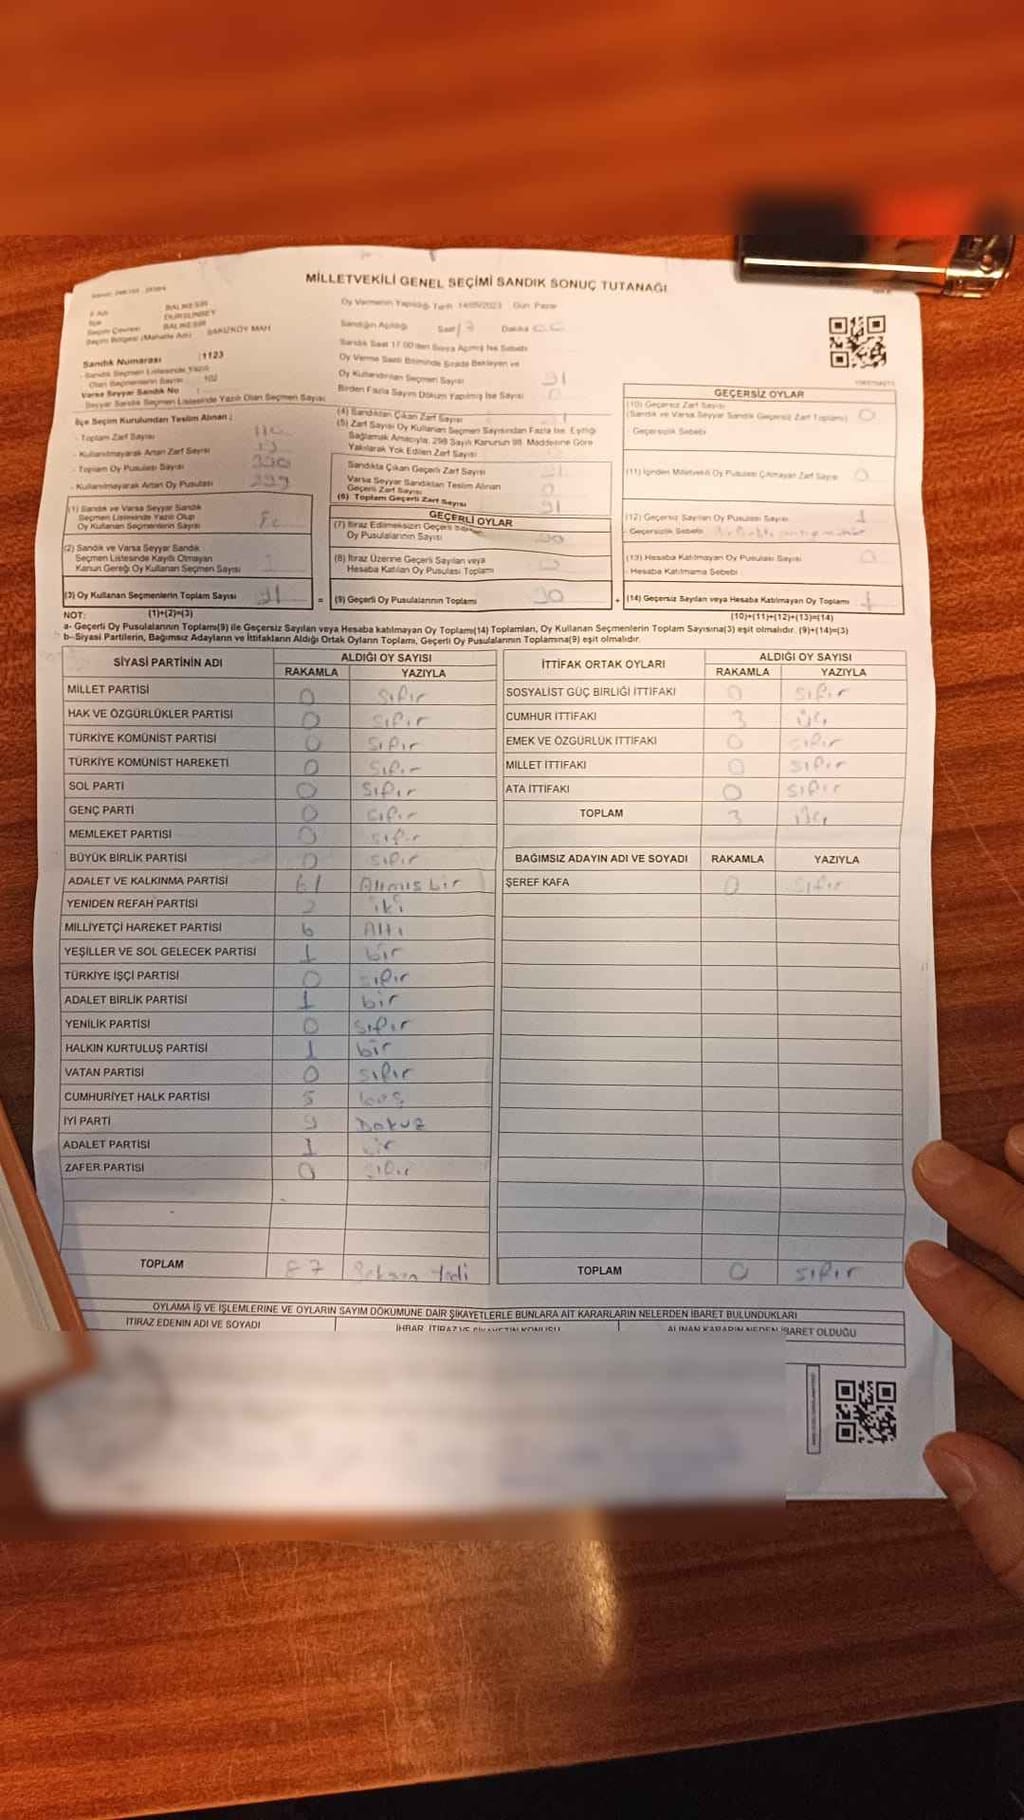 MİLLETVEKİLİ GENEL SEÇİMİ SANDIK SONUÇ TUTANAĞI
İl Adı BALIKESİR
İlçe DURSUNBEY
Seçim Çevresi BALIKESİR
Seçim Bölgesi (Mahalle Adı) SAKIZKÖY MAH
Sandık Numarası : 1123
Sandık Seçmen Listesinde Yazılı
Olan Seçmenlerin Sayısı 102
Varsa Seyyar Sandık No
Seyyar Sandık Seçmen Listesinde Yazılı Olan Seçmen Sayısı
İlçe Seçim Kurulundan Teslim Alınan ;
- Toplam Zarf Sayısı
- Kullanılmayarak Artan Zarf Sayısı
- Toplam Oy Pusulası Sayısı
- Kullanılmayarak Artan Oy Pusulası
(1) Sandık ve Varsa Seyyar Sandık
Seçmen Listesinde Yazılı Olup
Oy Kullanan Seçmenlerin Sayısı
(2) Sandık ve Varsa Seyyar Sandık
Seçmen Listesinde Kayıtlı Olmayan
Kanun Gereği Oy Kullanan Seçmen Sayısı
(3) Oy Kullanan Seçmenlerin Toplam Sayısı 91 =
Oy Vermenin Yapıldığı Tarih 14/05/2023 Gün Pazar
Sandığın Açıldığı Saat 17 Dakika
Sandık Saat 17.00'den Sonra Açılmış İse Sebebi
Oy Verme Saati Bitiminde Sırada Bekleyen ve
Oy Kullandırılan Seçmen Sayısı 91
Birden Fazla Sayım Döküm Yapılmış İse Sayısı
(4) Sandıktan Çıkan Zarf Sayısı
(5) Zarf Sayısı Oy Kullanan Seçmen Sayısından Fazla İse, Eşitliği
Sağlamak Amacıyla, 298 Sayılı Kanunun 98. Maddesine Göre
Yakılarak Yok Edilen Zarf Sayısı
Sandıkta Çıkan Geçerli Zarf Sayısı 91
Varsa Seyyar Sandıktan Teslim Alınan
Geçerli Zarf Sayısı 0
(6) Toplam Geçerli Zarf Sayısı 91
GEÇERLİ OYLAR
(7) İtiraz Edilmeksizin Geçerli
Oy Pusulalarının Sayısı 90
(8) İtiraz Üzerine Geçerli Sayılan veya
Hesaba Katılan Oy Pusulası Toplamı 0
(9) Geçerli Oy Pusulalarının Toplamı 90 +
GEÇERSİZ OYLAR
(10) Geçersiz Zarf Sayısı
(Sandık ve Varsa Seyyar Sandık Geçersiz Zarf Toplamı) 0
- Geçersizlik Sebebi
(11) İçinden Milletvekili Oy Pusulası Çıkmayan Zarf Sayısı 0
(12) Geçersiz Sayılan Oy Pusulası Sayısı 1
- Geçersizlik Sebebi
(13) Hesaba Katılmayan Oy Pusulası Sayısı 0
- Hesaba Katılmama Sebebi
(14) Geçersiz Sayılan veya Hesaba Katılmayan Oy Toplamı 1
NOT: (1)+(2)=(3) (10)+(11)+(12)+(13)=(14)
a- Geçerli Oy Pusulalarının Toplamı(9) ile Geçersiz Sayılan veya Hesaba katılmayan Oy Toplamı(14) Toplamları, Oy Kullanan Seçmenlerin Toplam Sayısına(3) eşit olmalıdır. (9)+(14)=(3)
b- Siyasi Partilerin, Bağımsız Adayların ve İttifakların Aldığı Ortak Oyların Toplamı, Geçerli Oy Pusulalarının Toplamına(9) eşit olmalıdır.
SİYASİ PARTİNİN ADI ALDIĞI OY SAYISI
RAKAMLA YAZIYLA
MİLLET PARTİSİ 0 sıfır
HAK VE ÖZGÜRLÜKLER PARTİSİ 0 sıfır
TÜRKİYE KOMÜNİST PARTİSİ 0 sıfır
TÜRKİYE KOMÜNİST HAREKETİ 0 sıfır
SOL PARTİ 0 sıfır
GENÇ PARTİ 0 sıfır
MEMLEKET PARTİSİ 0 sıfır
BÜYÜK BİRLİK PARTİSİ 0 sıfır
ADALET VE KALKINMA PARTİSİ 61 Altmış bir
YENİDEN REFAH PARTİSİ 2 iki
MİLLİYETÇİ HAREKET PARTİSİ 6 Altı
YEŞİLLER VE SOL GELECEK PARTİSİ 1 bir
TÜRKİYE İŞÇİ PARTİSİ 0 sıfır
ADALET BİRLİK PARTİSİ 1 bir
YENİLİK PARTİSİ 0 sıfır
HALKIN KURTULUŞ PARTİSİ 1 bir
VATAN PARTİSİ 0 sıfır
CUMHURİYET HALK PARTİSİ 5 beş
İYİ PARTİ 9 Dokuz
ADALET PARTİSİ 1 bir
ZAFER PARTİSİ 0 sıfır
TOPLAM 87 Seksen Yedi
İTTİFAK ORTAK OYLARI ALDIĞI OY SAYISI
RAKAMLA YAZIYLA
SOSYALİST GÜÇ BİRLİĞİ İTTİFAKI 0 sıfır
CUMHUR İTTİFAKI 3 üç
EMEK VE ÖZGÜRLÜK İTTİFAKI 0 sıfır
MİLLET İTTİFAKI 0 sıfır
ATA İTTİFAKI 0 sıfır
TOPLAM 3 üç
BAĞIMSIZ ADAYIN ADI VE SOYADI RAKAMLA YAZIYLA
ŞEREF KAFA 0 sıfır
TOPLAM 0 sıfır
OYLAMA İŞ VE İŞLEMLERİNE VE OYLARIN SAYIM DÖKÜMÜNE DAİR ŞİKAYETLERLE BUNLARA AİT KARARLARIN NELERDEN İBARET BULUNDUKLARI
İTİRAZ EDENİN ADI VE SOYADI
İHBAR, İTİRAZ VE ŞİKAYETİN KONUSU
ALINAN KARARIN NEDEN İBARET OLDUĞU